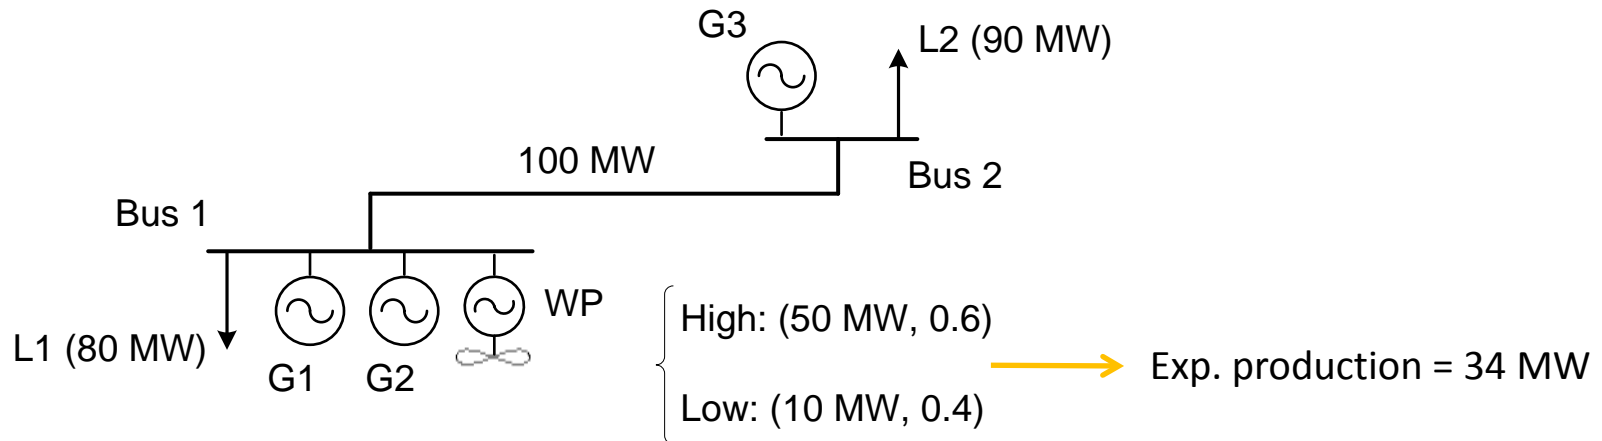 G3
L2 (90 MW)
100 MW
Bus 2
Bus 1
WP
L1 (80 MW)
G1
G2
High: (50 MW, 0.6)
Low: (10 MW, 0.4)
Exp. production = 34 MW